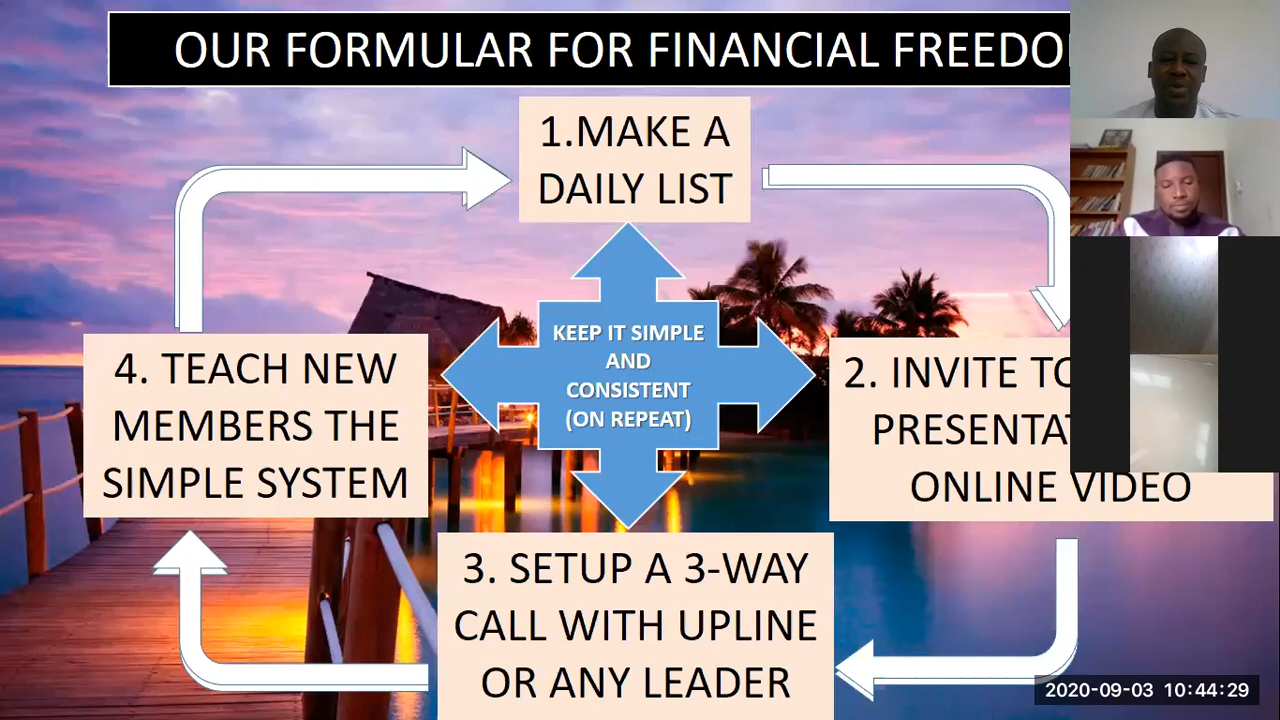 OUR FORMULAR FOR FINANCIAL
1.MAKE A
DAILY LIST
KEEP IT SIMPLE
AND
CONSISTENT
(ON REPEAT)
4. TEACH NEW
MEMBERS THE
SIMPLE SYSTEM
2. INVITE TO
ONLINE VIDEO
3. SETUP A 3-WAY
CALL WITH UPLINE
OR ANY LEADER
2020-09-03 10:44:29